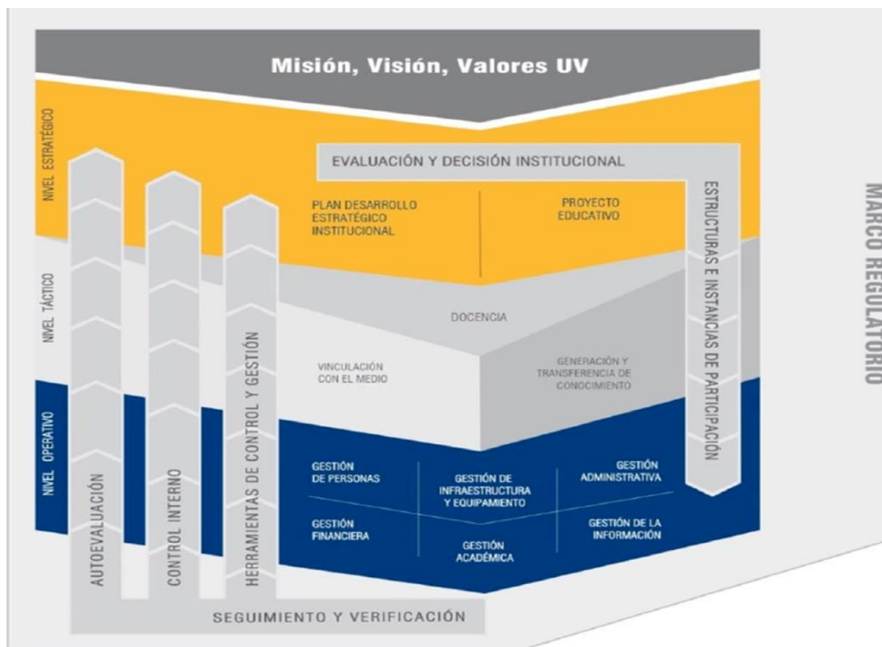 Misión, Visión, Valores UV
NIVEL ESTRATÉGICO
EVALUACIÓN Y DECISIÓN INSTITUCIONAL
PLAN DESARROLLO
ESTRATÉGICO
INSTITUCIONAL
PROYECTO
EDUCATIVO
ESTRUCTURAS E INSTANCIAS DE PARTICIPACIÓN
MARCO REGULATORIO
NIVEL TÁCTICO
DOCENCIA
VINCULACIÓN
CON EL MEDIO
GENERACIÓN Y
TRANSFERENCIA DE
CONOCIMIENTO
NIVEL OPERATIVO
GESTIÓN
DE PERSONAS
GESTIÓN DE
INFRAESTRUCTURA
Y EQUIPAMIENTO
GESTIÓN
ADMINISTRATIVA
GESTIÓN
FINANCIERA
GESTIÓN
ACADÉMICA
GESTIÓN DE LA
INFORMACIÓN
AUTOEVALUACIÓN
CONTROL INTERNO
HERRAMIENTAS DE CONTROL Y GESTIÓN
SEGUIMIENTO Y VERIFICACIÓN